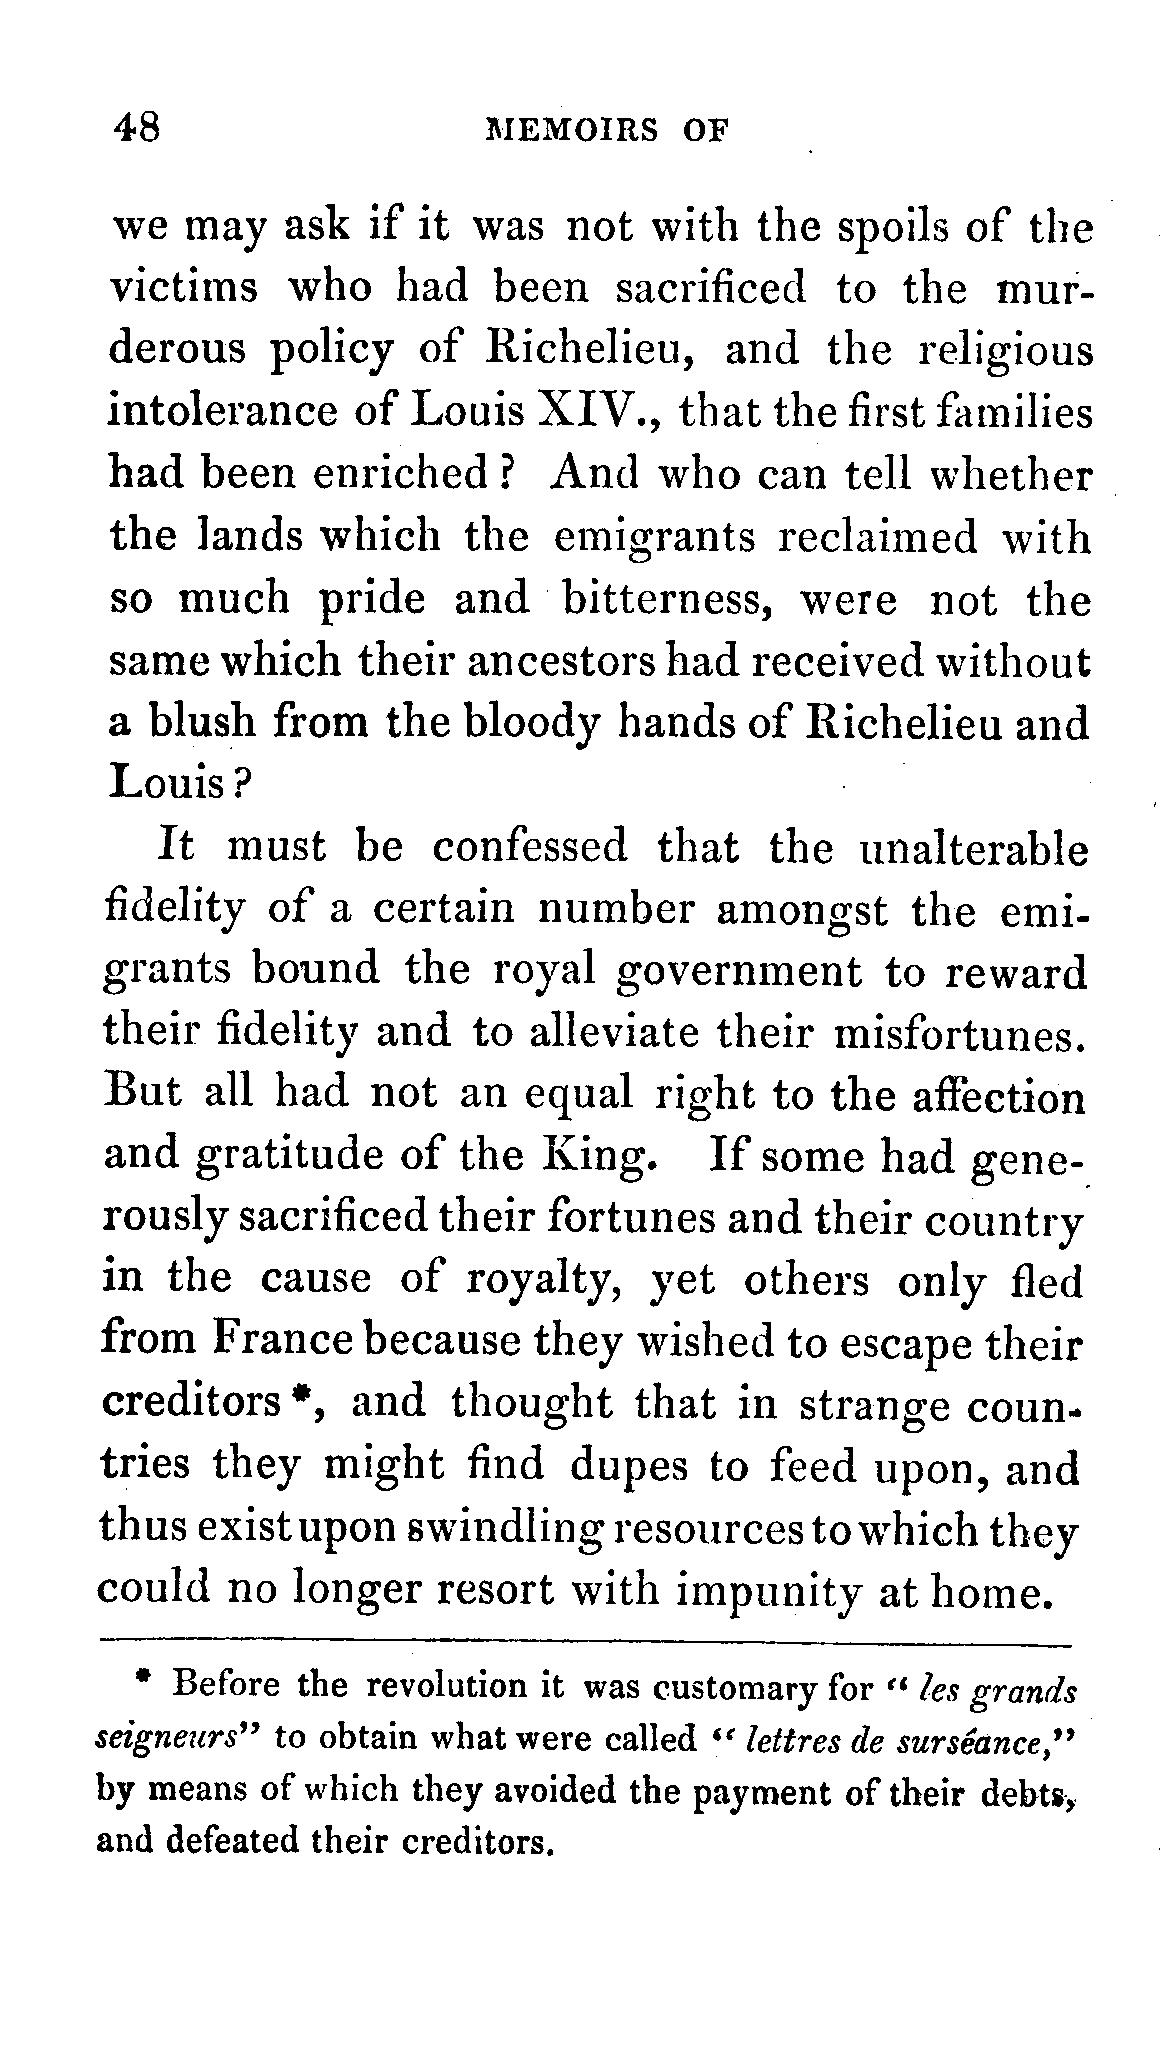 48 MEMOIRS OF
we may ask if it was not with the spoils of the
victims who had been sacrificed to the mur-
derous policy of Richelieu, and the religious
intolerance of Louis XIV., that the first families
had been enriched? And who can tell whether
the lands which the emigrants reclaimed with
so much pride and bitterness, were not the
same which their ancestors had received without
a blush from the bloody hands of Richelieu and
Louis?
It must be confessed that the unalterable
fidelity of a certain number amongst the emi-
grants bound the royal government to reward
their fidelity and to alleviate their misfortunes.
But all had not an equal right to the affection
and gratitude of the King. If some had gene-
rously sacrificed their fortunes and their country
in the cause of royalty, yet others only fled
from France because they wished to escape their
creditors*, and thought that in strange coun-
tries they might find dupes to feed upon, and
thus exist upon swindling resources to which they
could no longer resort with impunity at home.
* Before the revolution it was customary for "les grands
seigneurs" to obtain what were called "lettres de surséance,"
by means of which they avoided the payment of their debts,
and defeated their creditors.